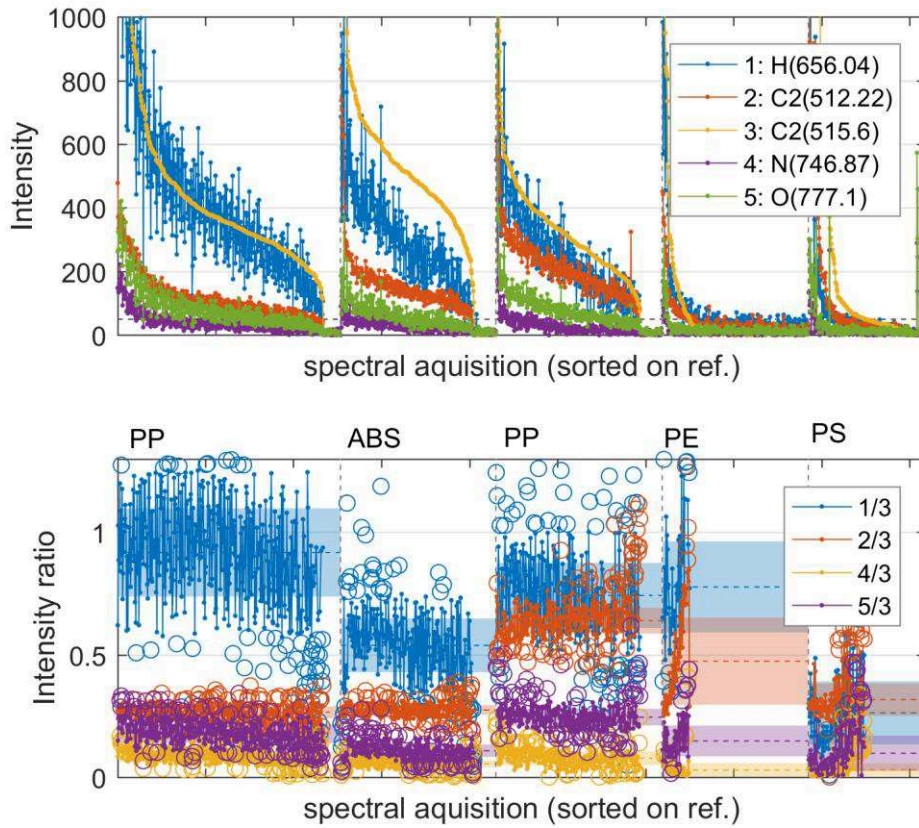 1000
800
600
400
200
0
Intensity
1: H(656.04)
2: C2(512.22)
3: C2(515.6)
4: N(746.87)
5: O(777.1)
spectral aquisition (sorted on ref.)
PP
ABS
PP
PE
PS
1
0.5
0
Intensity ratio
1/3
2/3
4/3
5/3
spectral aquisition (sorted on ref.)